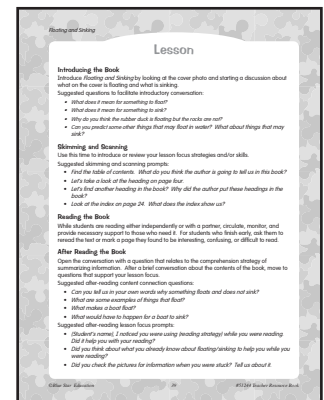 Floating and Sinking
Lesson
Introducing the Book
Introduce Floating and Sinking by looking at the cover photo and starting a discussion about
what on the cover is floating and what is sinking.
Suggested questions to facilitate introductory conversation:
• What does it mean for something to float?
• What does it mean for something to sink?
• Why do you think the rubber duck is floating but the rocks are not?
• Can you predict some other things that may float in water? What about things that may
sink?
Skimming and Scanning
Use this time to introduce or review your lesson focus strategies and/or skills.
Suggested skimming and scanning prompts:
• Find the table of contents. What do you think the author is going to tell us in this book?
• Let's take a look at the heading on page four.
• Let's find another heading in the book? Why did the author put these headings in the
book?
• Look at the index on page 24. What does the index show us?
Reading the Book
While students are reading either independently or with a partner, circulate, monitor, and
provide necessary support to those who need it. For students who finish early, ask them to
reread the text or mark a page they found to be interesting, confusing, or difficult to read.
After Reading the Book
Open the conversation with a question that relates to the comprehension strategy of
summarizing information. After a brief conversation about the contents of the book, move to
questions that support your lesson focus.
Suggested after-reading content connection questions:
• Can you tell us in your own words why something floats and does not sink?
• What are some examples of things that float?
• What makes a boat float?
• What would have to happen for a boat to sink?
Suggested after-reading lesson focus prompts:
• [Student's name], I noticed you were using (reading strategy) while you were reading.
Did it help you with your reading?
• Did you think about what you already know about floating/sinking to help you while you
were reading?
• Did you check the pictures for information when you were stuck? Tell us about it.
©Blue Star Education
39
#51244 Teacher Resource Book